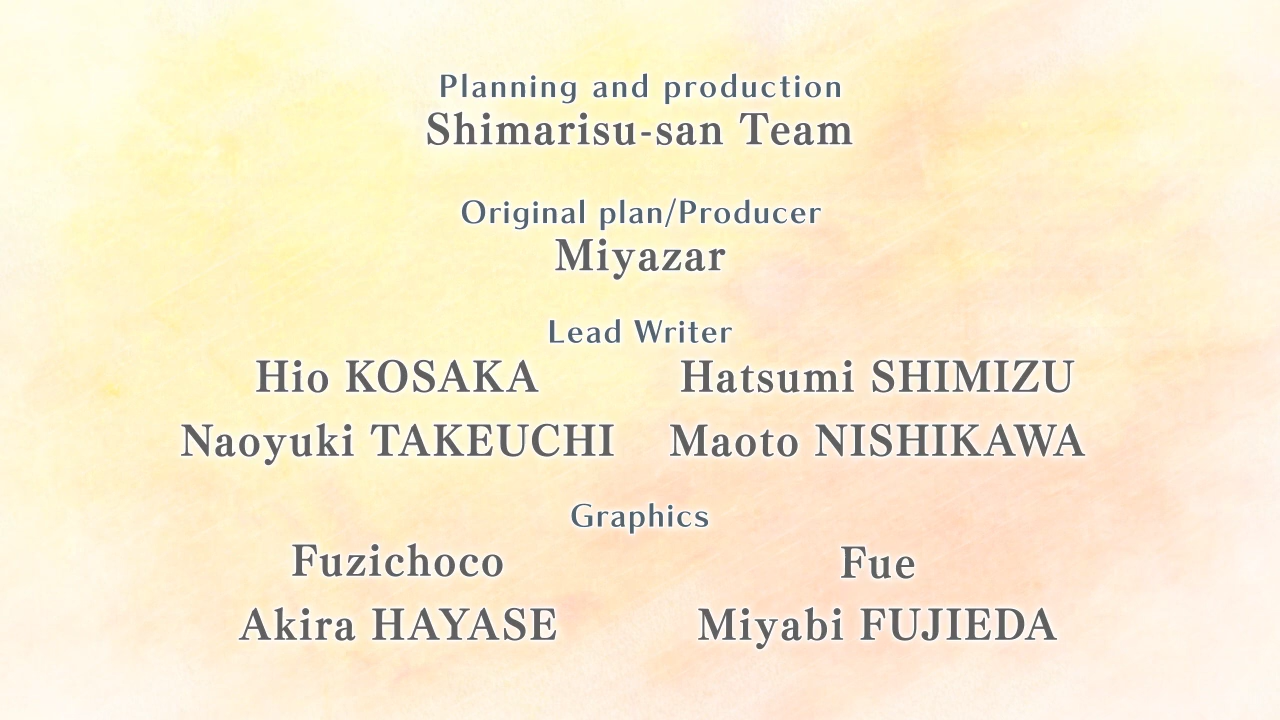 Planning and production
Shimarisu-san Team
Original plan/Producer
Miyazar
Lead Writer
Hio KOSAKA Hatsumi SHIMIZU
Naoyuki TAKEUCHI Maoto NISHIKAWA
Graphics
Fuzichoco Fue
Akira HAYASE Miyabi FUJIEDA